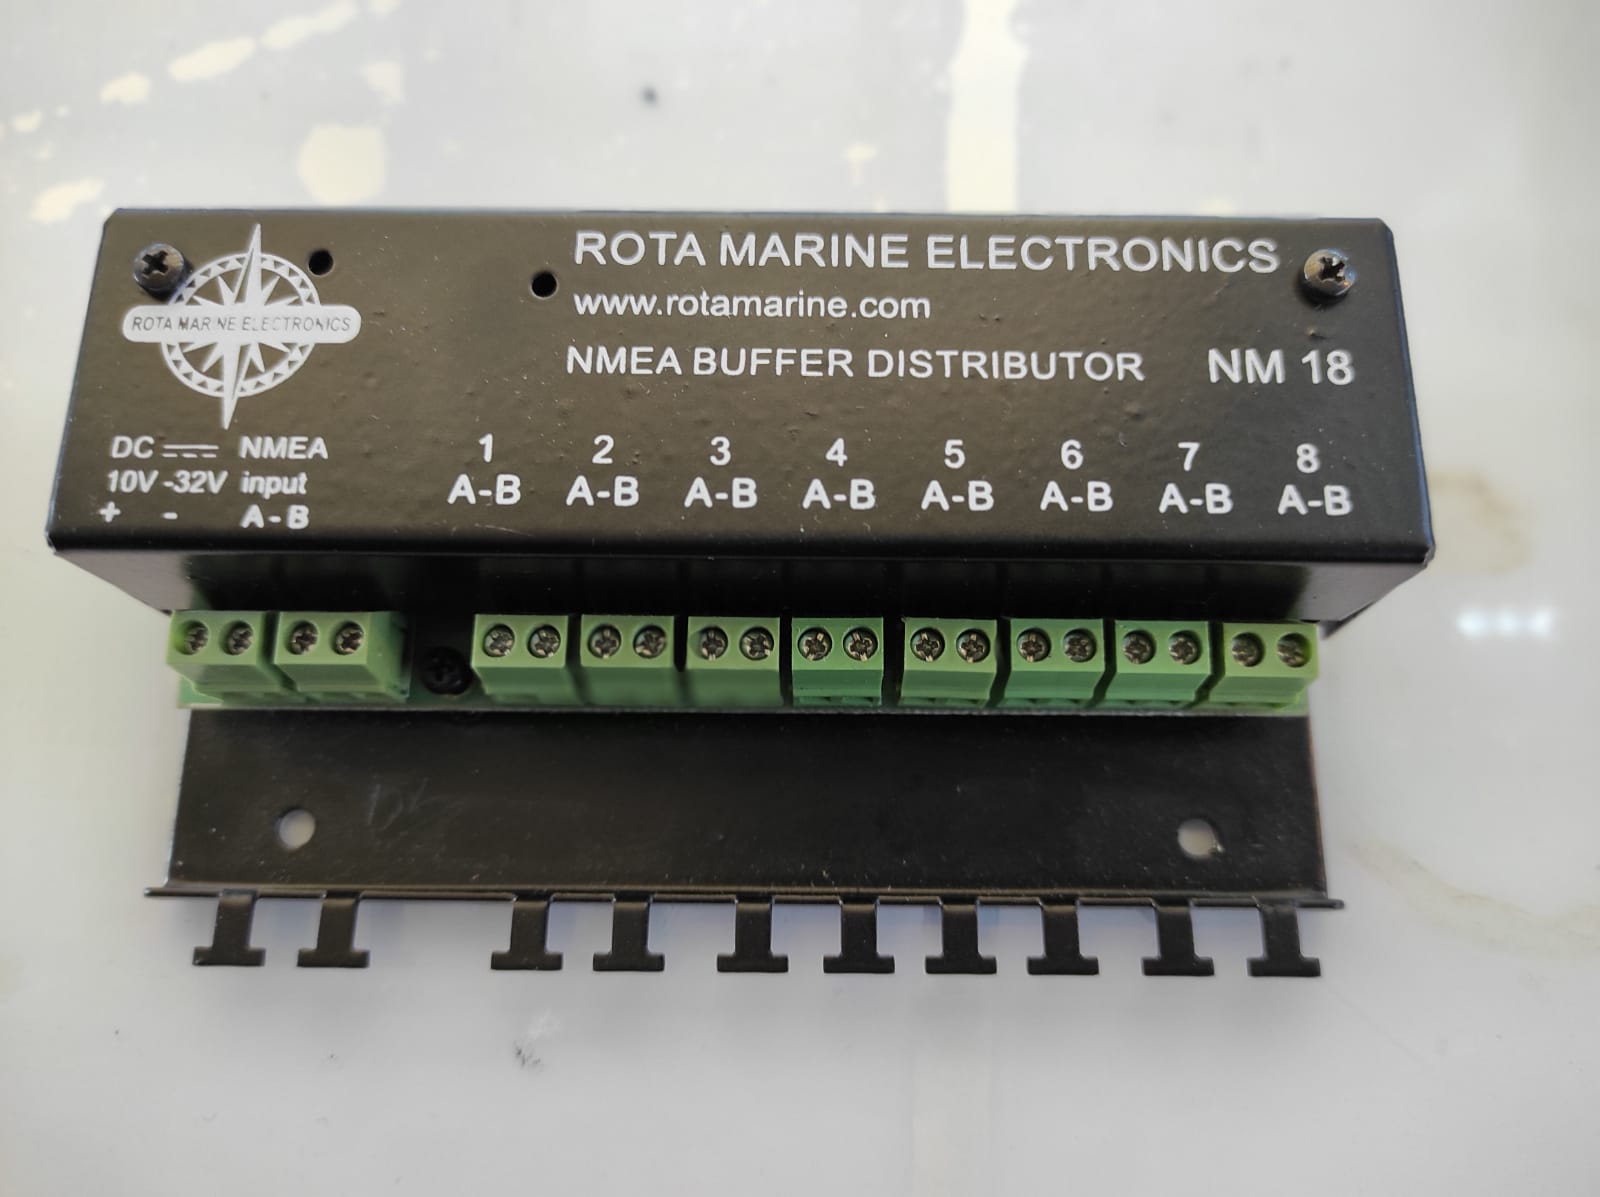 ROTA MARINE ELECTRONICS
www.rotamarine.com
NMEA BUFFER DISTRIBUTOR NM 18
ROTA MARINE ELECTRONICS
DC NMEA
10V -32V input
+ - A - B
1 2 3 4 5 6 7 8
A-B A-B A-B A-B A-B A-B A-B A-B